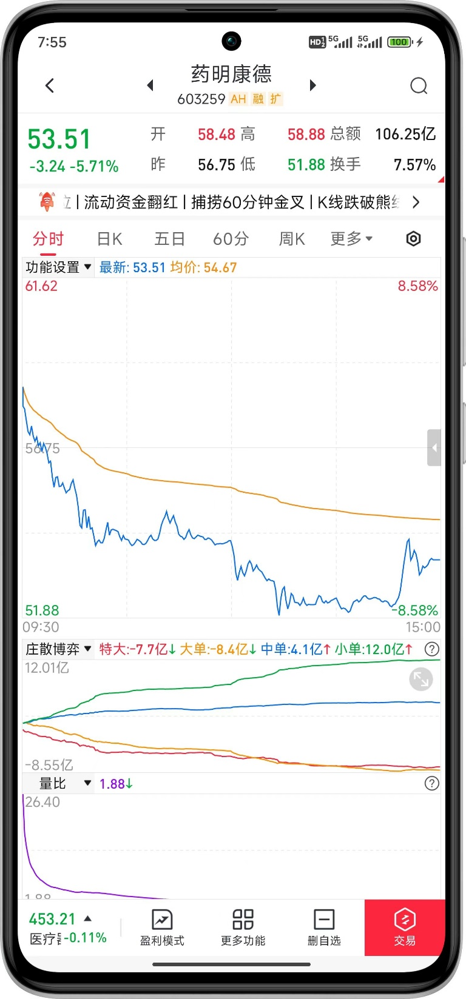 7:55
HD 1 2 5G 5G 100
药明康德
603259 AH 融 扩
53.51 开 58.48 高 58.88 总额 106.25亿
-3.24 -5.71% 昨 56.75 低 51.88 换手 7.57%
| 流动资金翻红 | 捕捞60分钟金叉 | K线跌破熊
分时 日K 五日 60分 周K 更多
功能设置 最新: 53.51 均价: 54.67
61.62 8.58%
56.75
51.88 -8.58%
09:30 15:00
庄散博弈 特大:-7.7亿↓ 大单:-8.4亿↓ 中单:4.1亿↑ 小单:12.0亿↑ ?
12.01亿
-8.55亿
量比 1.88↓ ?
26.40
1.88
453.21
医疗 -0.11%
盈利模式 更多功能 删自选 交易